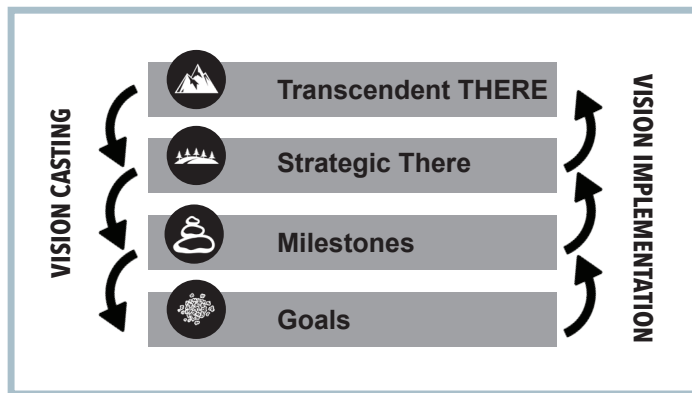 VISION CASTING
Transcendent THERE
Strategic There
Milestones
Goals
VISION IMPLEMENTATION